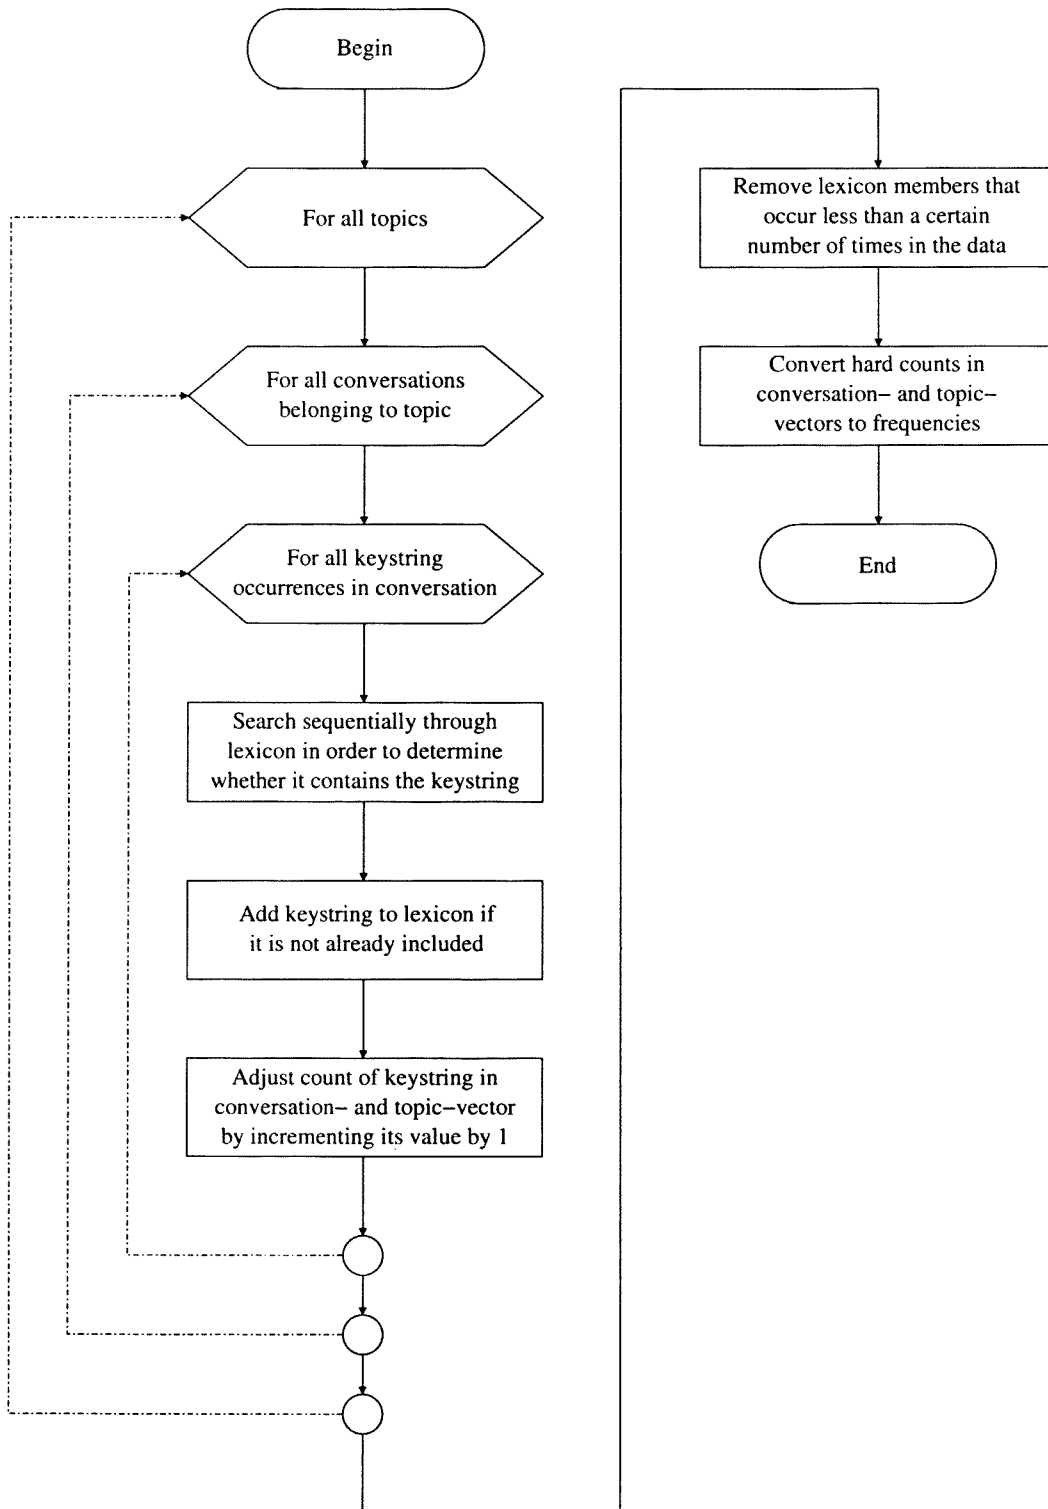 Begin
For all topics
For all conversations
belonging to topic
For all keystring
occurrences in conversation
Search sequentially through
lexicon in order to determine
whether it contains the keystring
Add keystring to lexicon if
it is not already included
Adjust count of keystring in
conversation– and topic–vector
by incrementing its value by 1
Remove lexicon members that
occur less than a certain
number of times in the data
Convert hard counts in
conversation– and topic–
vectors to frequencies
End